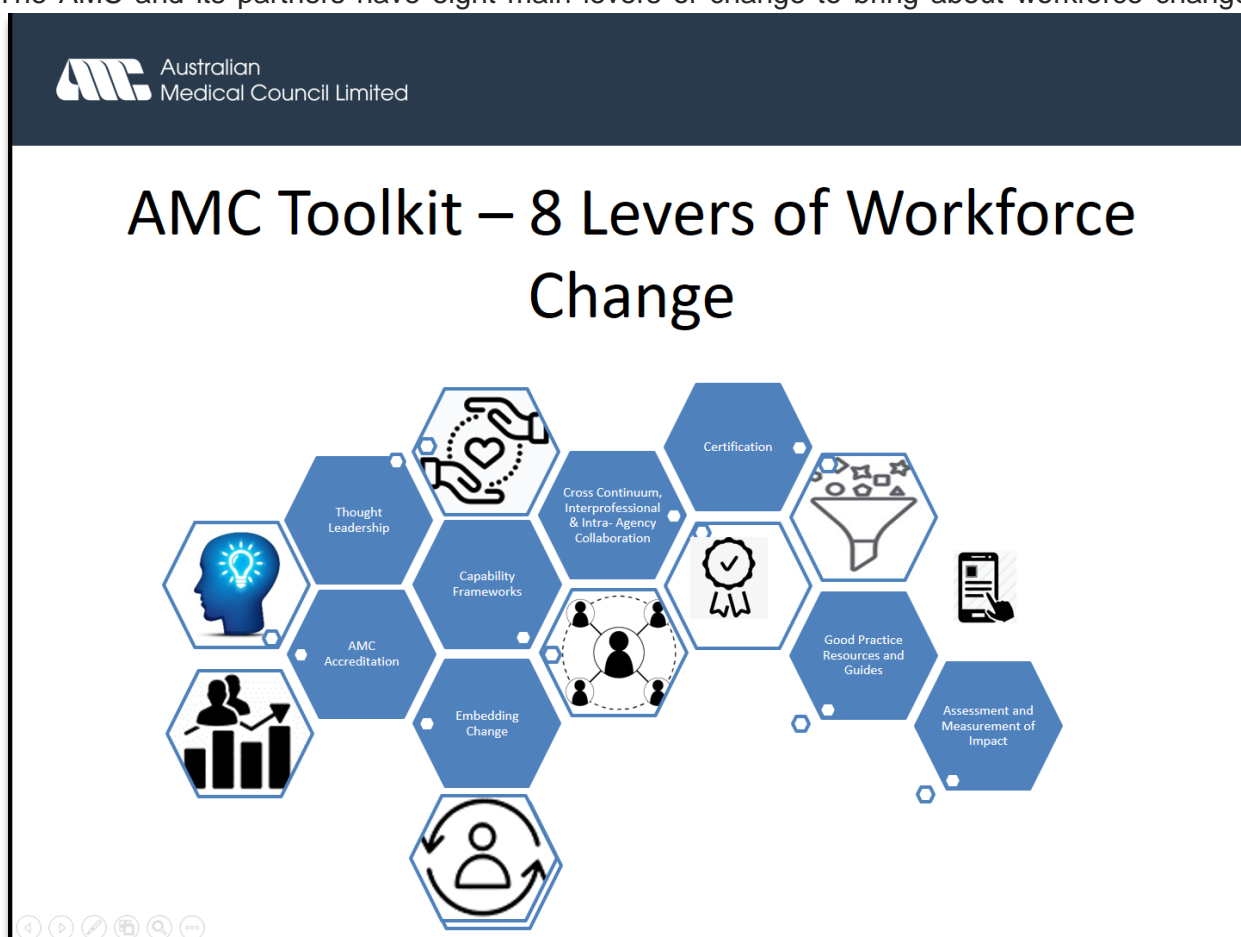 The AMC and its partners have eight main levers of change to bring about workforce change
Australian
Medical Council Limited
AMC Toolkit – 8 Levers of Workforce
Change
Certification
Cross Continuum,
Interprofessional
& Intra- Agency
Collaboration
Thought
Leadership
Capability
Frameworks
AMC
Accreditation
Good Practice
Resources and
Guides
Embedding
Change
Assessment and
Measurement of
Impact